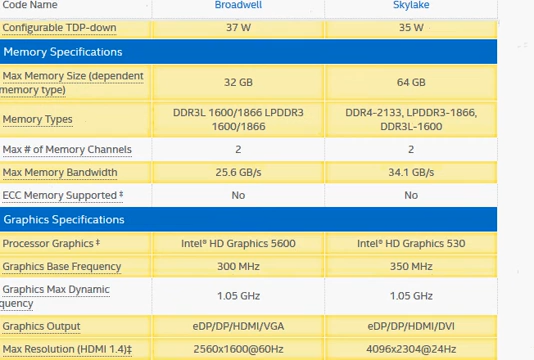 Code Name Broadwell Skylake
Configurable TDP-down 37 W 35 W
Memory Specifications
Max Memory Size (dependent
memory type) 32 GB 64 GB
Memory Types DDR3L 1600/1866 LPDDR3
1600/1866 DDR4-2133, LPDDR3-1866,
DDR3L-1600
Max # of Memory Channels 2 2
Max Memory Bandwidth 25.6 GB/s 34.1 GB/s
ECC Memory Supported ‡ No No
Graphics Specifications
Processor Graphics ‡ Intel® HD Graphics 5600 Intel® HD Graphics 530
Graphics Base Frequency 300 MHz 350 MHz
Graphics Max Dynamic
quency 1.05 GHz 1.05 GHz
Graphics Output eDP/DP/HDMI/VGA eDP/DP/HDMI/DVI
Max Resolution (HDMI 1.4)‡ 2560x1600@60Hz 4096x2304@24Hz